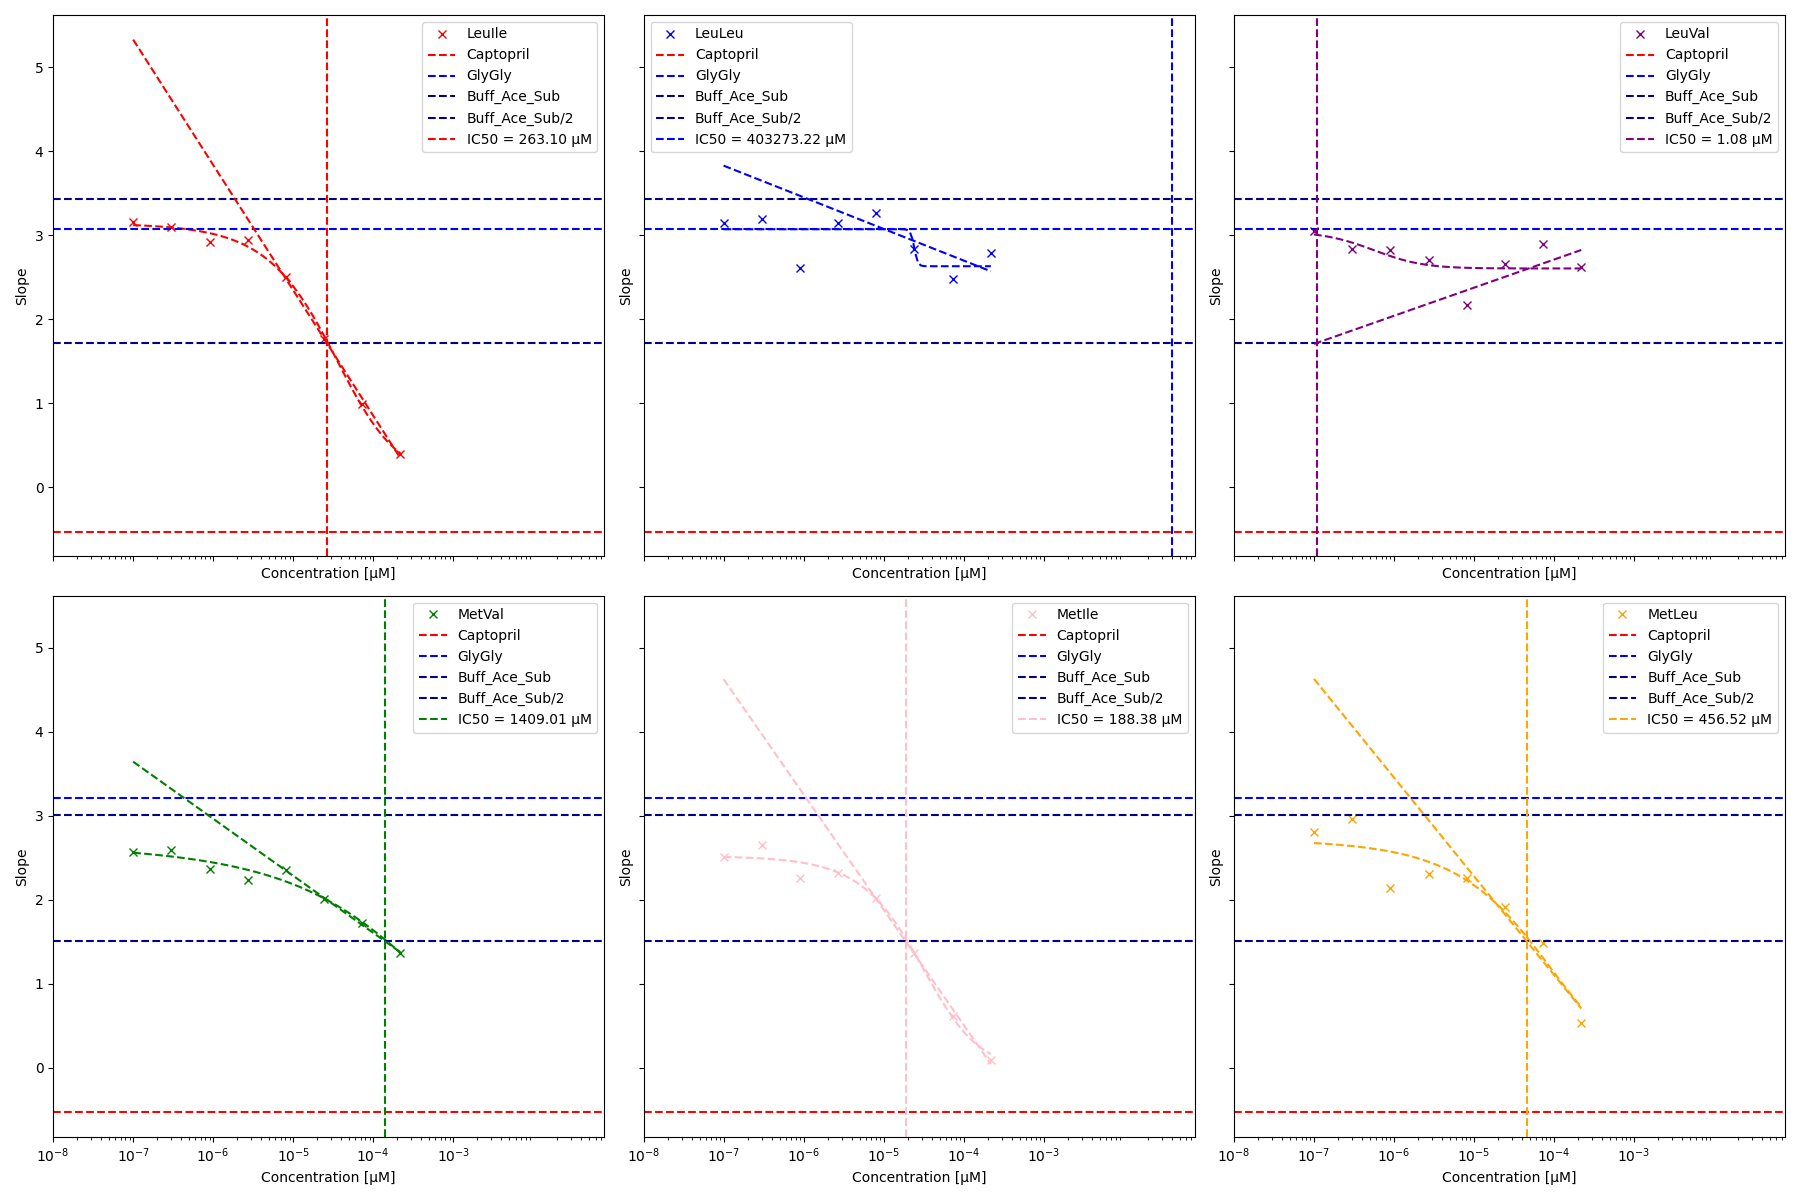 LeuIle
Captopril
GlyGly
Buff_Ace_Sub
Buff_Ace_Sub/2
IC50 = 263.10 µM
5
4
3
2
1
0
Slope
Concentration [µM]
LeuLeu
Captopril
GlyGly
Buff_Ace_Sub
Buff_Ace_Sub/2
IC50 = 403273.22 µM
Slope
Concentration [µM]
LeuVal
Captopril
GlyGly
Buff_Ace_Sub
Buff_Ace_Sub/2
IC50 = 1.08 µM
Slope
Concentration [µM]
MetVal
Captopril
GlyGly
Buff_Ace_Sub
Buff_Ace_Sub/2
IC50 = 1409.01 µM
5
4
3
2
1
0
Slope
10⁻⁸ 10⁻⁷ 10⁻⁶ 10⁻⁵ 10⁻⁴ 10⁻³
Concentration [µM]
MetIle
Captopril
GlyGly
Buff_Ace_Sub
Buff_Ace_Sub/2
IC50 = 188.38 µM
Slope
10⁻⁸ 10⁻⁷ 10⁻⁶ 10⁻⁵ 10⁻⁴ 10⁻³
Concentration [µM]
MetLeu
Captopril
GlyGly
Buff_Ace_Sub
Buff_Ace_Sub/2
IC50 = 456.52 µM
Slope
10⁻⁸ 10⁻⁷ 10⁻⁶ 10⁻⁵ 10⁻⁴ 10⁻³
Concentration [µM]